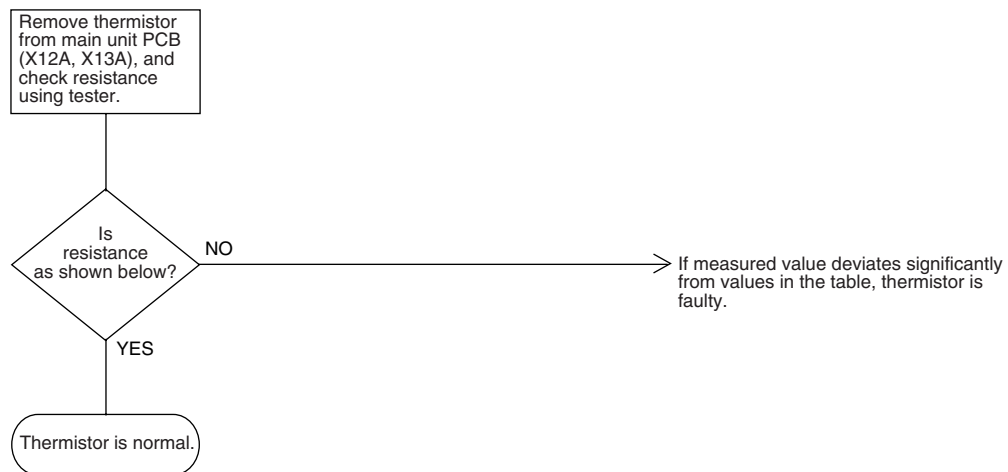 Remove thermistor
from main unit PCB
(X12A, X13A), and
check resistance
using tester.
Is
resistance
as shown below?
NO
If measured value deviates significantly
from values in the table, thermistor is
faulty.
YES
Thermistor is normal.